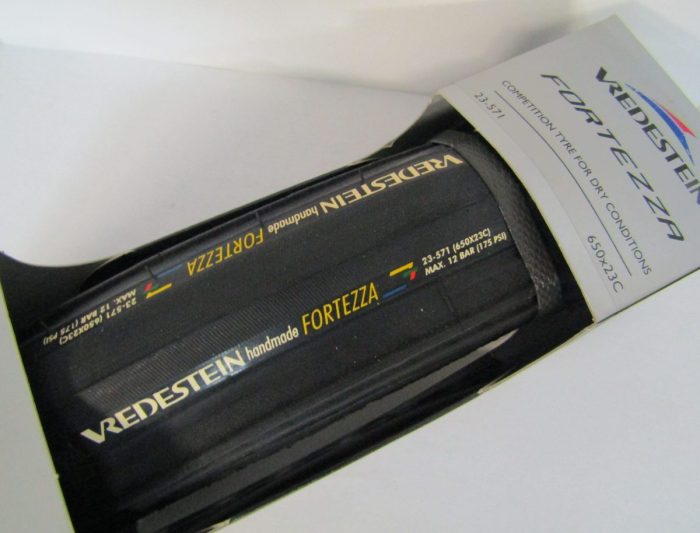 VREDESTEIN
FORTEZZA
COMPETITION TYRE FOR DRY CONDITIONS
23-571
650x23C
VREDESTEIN handmade FORTEZZA
23-571 (650X23C)
MAX. 12 BAR (175 PSI)
VREDESTEIN handmade FORTEZZA
23-571 (650X23C)
MAX. 12 BAR (175 PSI)